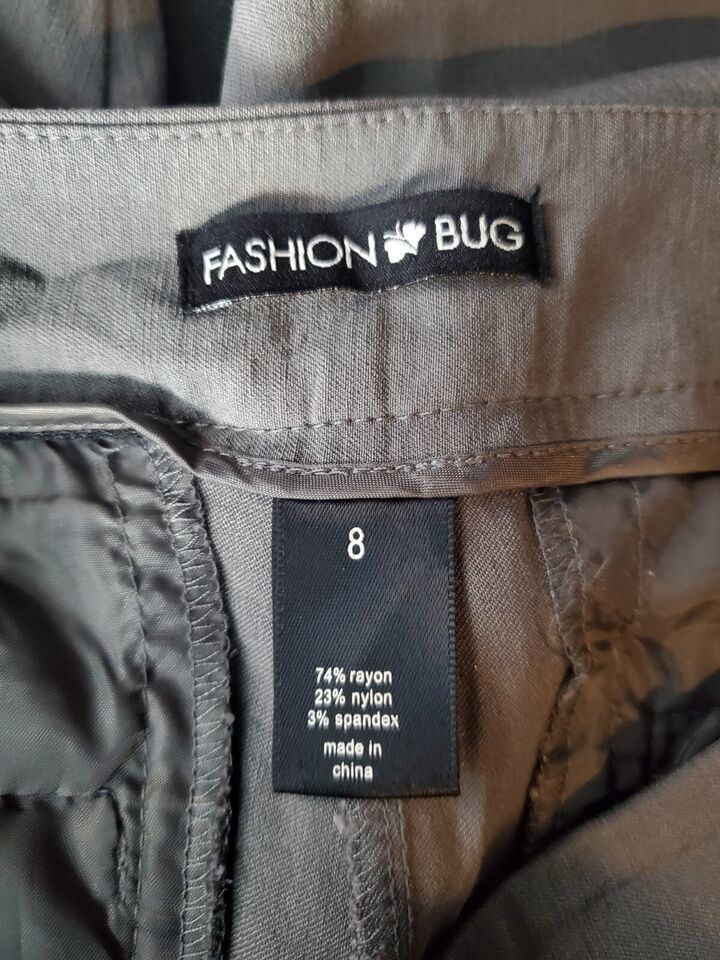 FASHION BUG
8
74% rayon
23% nylon
3% spandex
made in
china